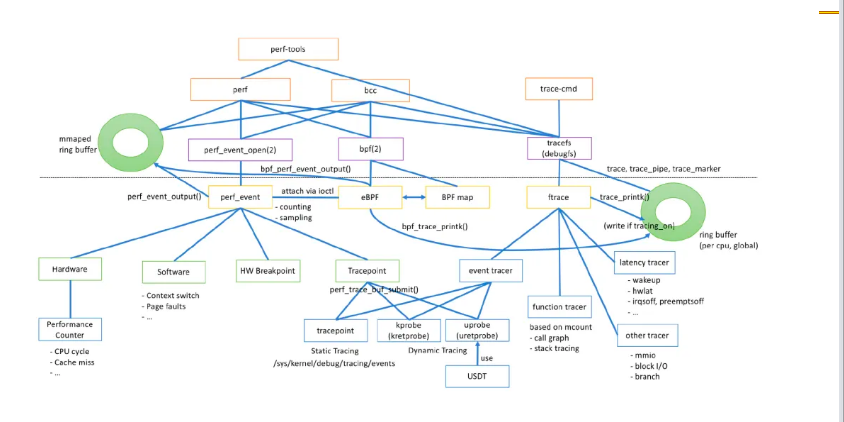 perf-tools
perf
bcc
trace-cmd
mmaped
ring buffer
perf_event_open(2)
bpf(2)
tracefs
(debugfs)
bpf_perf_event_output()
trace, trace_pipe, trace_marker
perf_event_output()
perf_event
attach via ioctl
- counting
- sampling
eBPF
BPF map
ftrace
trace_printk()
(write if tracing_on)
bpf_trace_printk()
ring buffer
(per cpu, global)
Hardware
Software
HW Breakpoint
Tracepoint
event tracer
latency tracer
- Context switch
- Page faults
- ...
perf_trace_buf_submit()
- wakeup
- hwlat
- irqsoff, preemptsoff
- ...
function tracer
Performance
Counter
tracepoint
kprobe
(kretprobe)
uprobe
(uretprobe)
based on mcount
- call graph
- stack tracing
other tracer
- CPU cycle
- Cache miss
- ...
Static Tracing
Dynamic Tracing
/sys/kernel/debug/tracing/events
use
USDT
- mmio
- block I/O
- branch